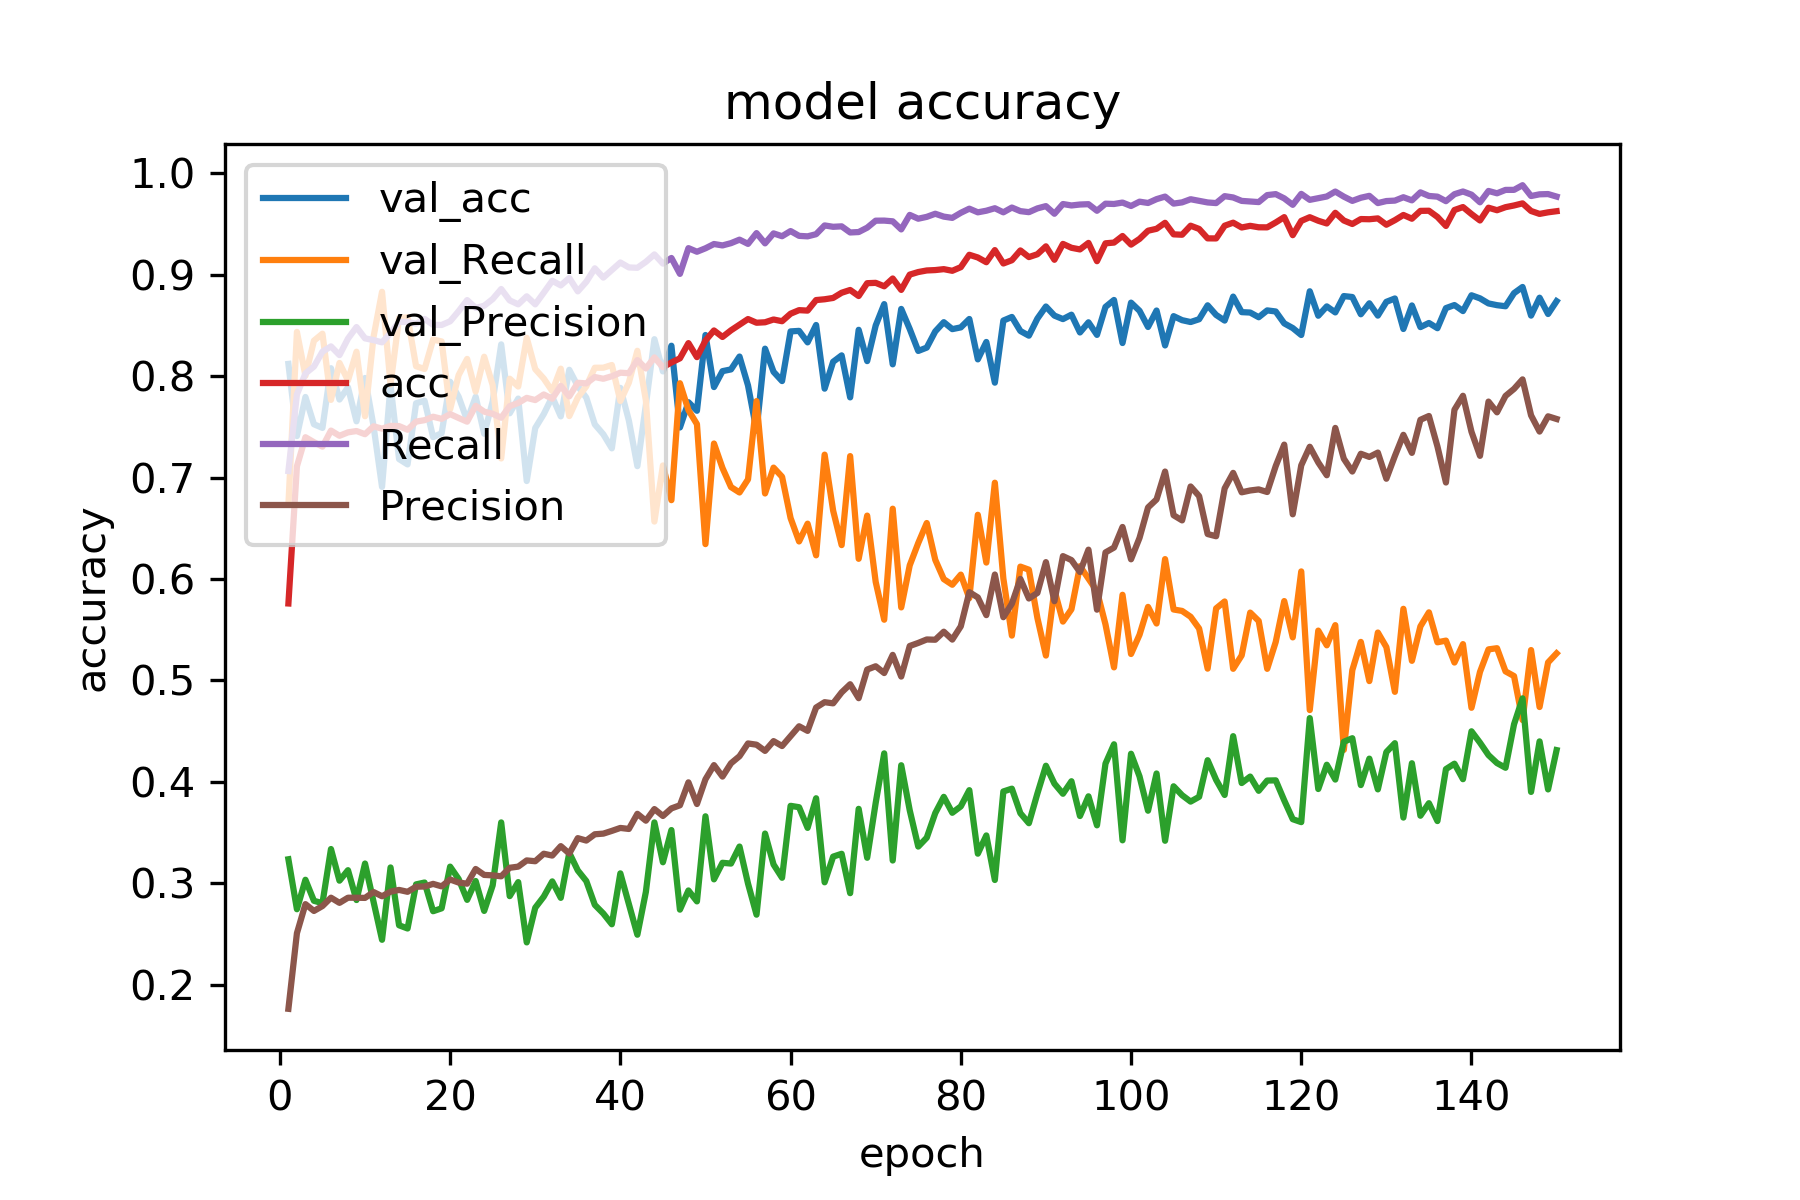 model accuracy
1.0
0.9
0.8
0.7
0.6
0.5
0.4
0.3
0.2
accuracy
val_acc
val_Recall
val_Precision
acc
Recall
Precision
0 20 40 60 80 100 120 140
epoch